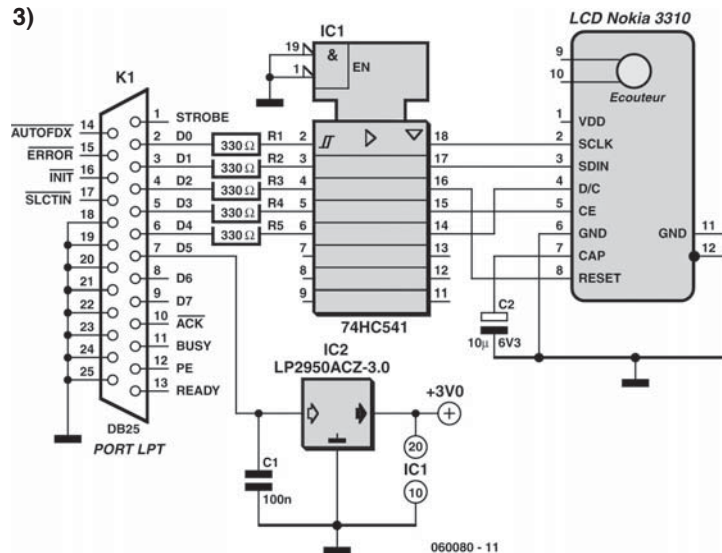 3)
K1
14 AUTOFDX
15 ERROR
16 INIT
17 SLCTIN
18
19
20
21
22
23
24
25
1 STROBE
2 D0
3 D1
4 D2
5 D3
6 D4
7 D5
8 D6
9 D7
10 ACK
11 BUSY
12 PE
13 READY
DB25
PORT LPT
330 Ω R1
330 Ω R2
330 Ω R3
330 Ω R4
330 Ω R5
IC1
19
1
& EN
2 18
3 17
4 16
5 15
6 14
7 13
8 12
9 11
74HC541
LCD Nokia 3310
9
10
Ecouteur
1 VDD
2 SCLK
3 SDIN
4 D/C
5 CE
6 GND
7 CAP
8 RESET
GND 11
12
C2
10µ 6V3
IC2
LP2950ACZ-3.0
+3V0
20
IC1
10
C1
100n
060080 - 11